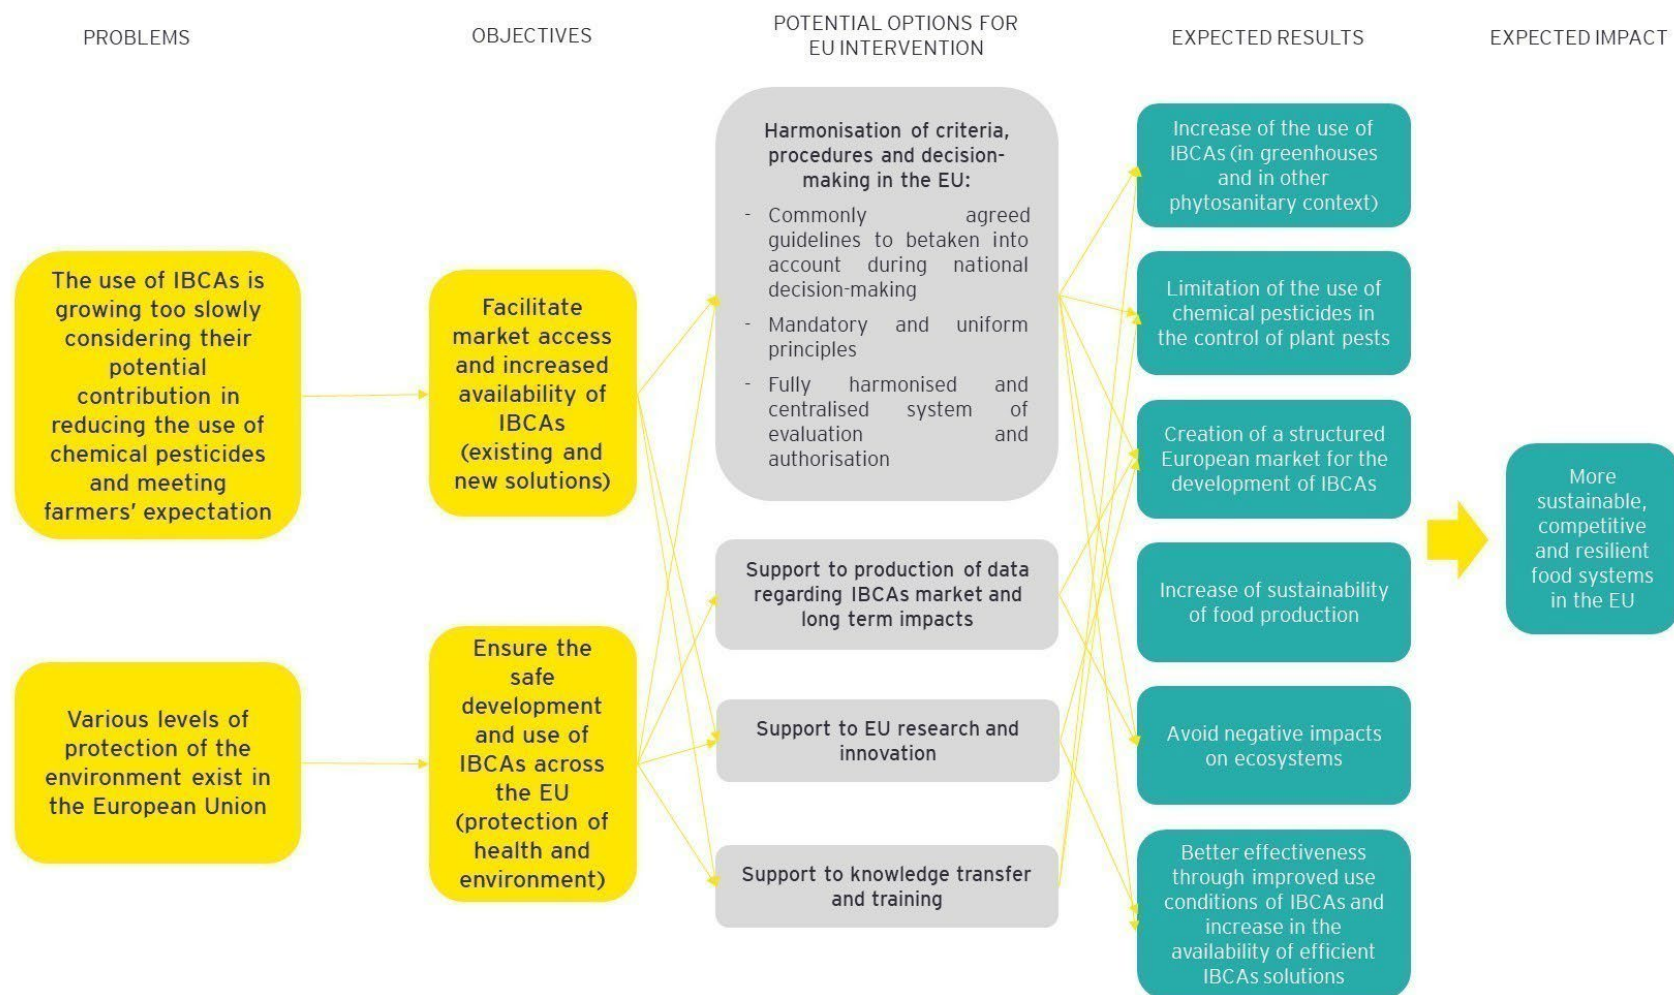 PROBLEMS
OBJECTIVES
POTENTIAL OPTIONS FOR
EU INTERVENTION
EXPECTED RESULTS
EXPECTED IMPACT
The use of IBCAs is
growing too slowly
considering their
potential
contribution in
reducing the use of
chemical pesticides
and meeting
farmers' expectation
Various levels of
protection of the
environment exist in
the European Union
Facilitate
market access
and increased
availability of
IBCAs
(existing and
new solutions)
Ensure the
safe
development
and use of
IBCAs across
the EU
(protection of
health and
environment)
Harmonisation of criteria,
procedures and decision-
making in the EU:
- Commonly agreed
guidelines to betaken into
account during national
decision-making
- Mandatory and uniform
principles
- Fully harmonised and
centralised system of
evaluation and
authorisation
Support to production of data
regarding IBCAs market and
long term impacts
Support to EU research and
innovation
Support to knowledge transfer
and training
Increase of the use of
IBCAs (in greenhouses
and in other
phytosanitary context)
Limitation of the use of
chemical pesticides in
the control of plant pests
Creation of a structured
European market for the
development of IBCAs
Increase of sustainability
of food production
Avoid negative impacts
on ecosystems
Better effectiveness
through improved use
conditions of IBCAs and
increase in the
availability of efficient
IBCAs solutions
More
sustainable,
competitive
and resilient
food systems
in the EU